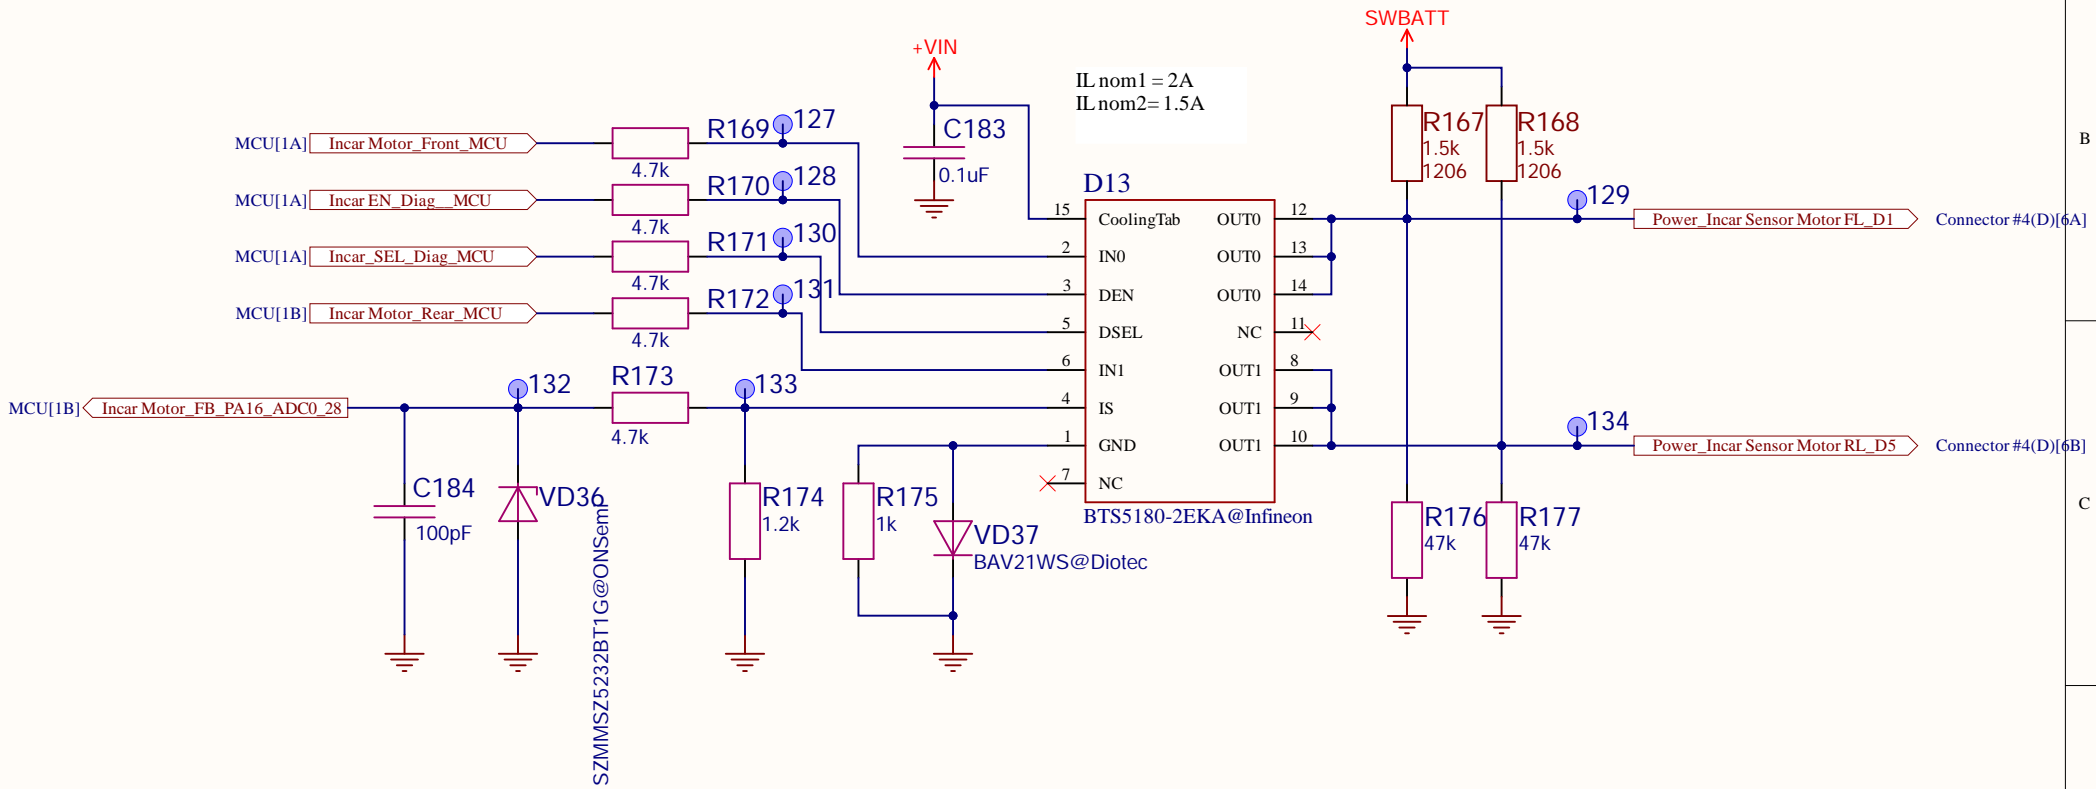 SWBATT
+VIN
IL nom1 = 2A
IL nom2= 1.5A
MCU[1A] Incar Motor_Front_MCU
R169
4.7k
127
C183
0.1uF
R167
1.5k
1206
R168
1.5k
1206
B
MCU[1A] Incar EN_Diag__MCU
R170
4.7k
128
MCU[1A] Incar_SEL_Diag_MCU
R171
4.7k
130
MCU[1B] Incar Motor_Rear_MCU
R172
4.7k
131
D13
15 CoolingTab OUT0 12
2 IN0 OUT0 13
3 DEN OUT0 14
5 DSEL NC 11
6 IN1 OUT1 8
4 IS OUT1 9
1 GND OUT1 10
7 NC
BTS5180-2EKA@Infineon
129
Power_Incar Sensor Motor FL_D1 Connector #4(D)[6A]
134
Power_Incar Sensor Motor RL_D5 Connector #4(D)[6B]
MCU[1B] Incar Motor_FB_PA16_ADC0_28
132
R173
4.7k
133
C184
100pF
VD36
SZMMSZ5232BT1G@ONSemi
R174
1.2k
R175
1k
VD37
BAV21WS@Diotec
R176
47k
R177
47k
C